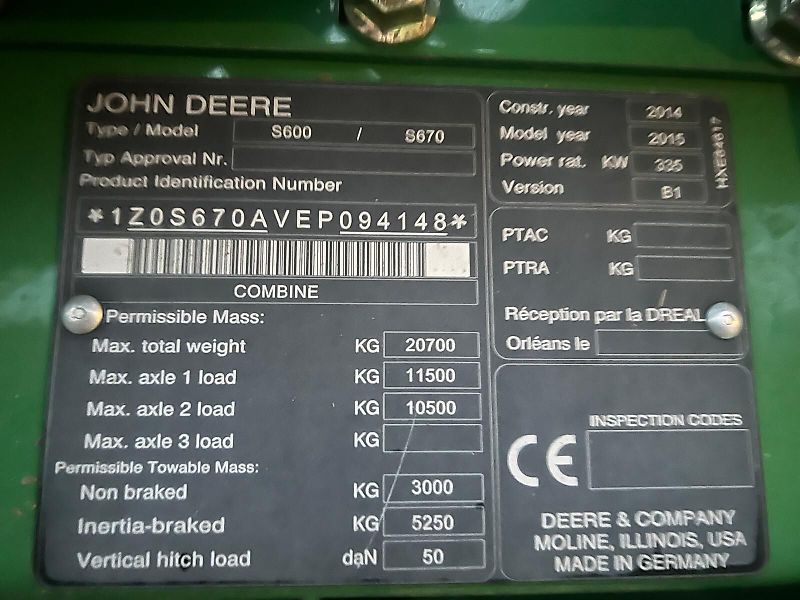 JOHN DEERE
Type / Model S600 / S670
Typ Approval Nr.
Product Identification Number
*1Z0S670AVEP094148*
COMBINE
Permissible Mass:
Max. total weight KG 20700
Max. axle 1 load KG 11500
Max. axle 2 load KG 10500
Max. axle 3 load KG
Permissible Towable Mass:
Non braked KG 3000
Inertia-braked KG 5250
Vertical hitch load daN 50
Constr. year 2014
Model year 2015
Power rat. KW 335
Version B1
HXE84617
PTAC KG
PTRA KG
Réception par la DREAL
Orléans le
INSPECTION CODES
CE
DEERE & COMPANY
MOLINE, ILLINOIS, USA
MADE IN GERMANY